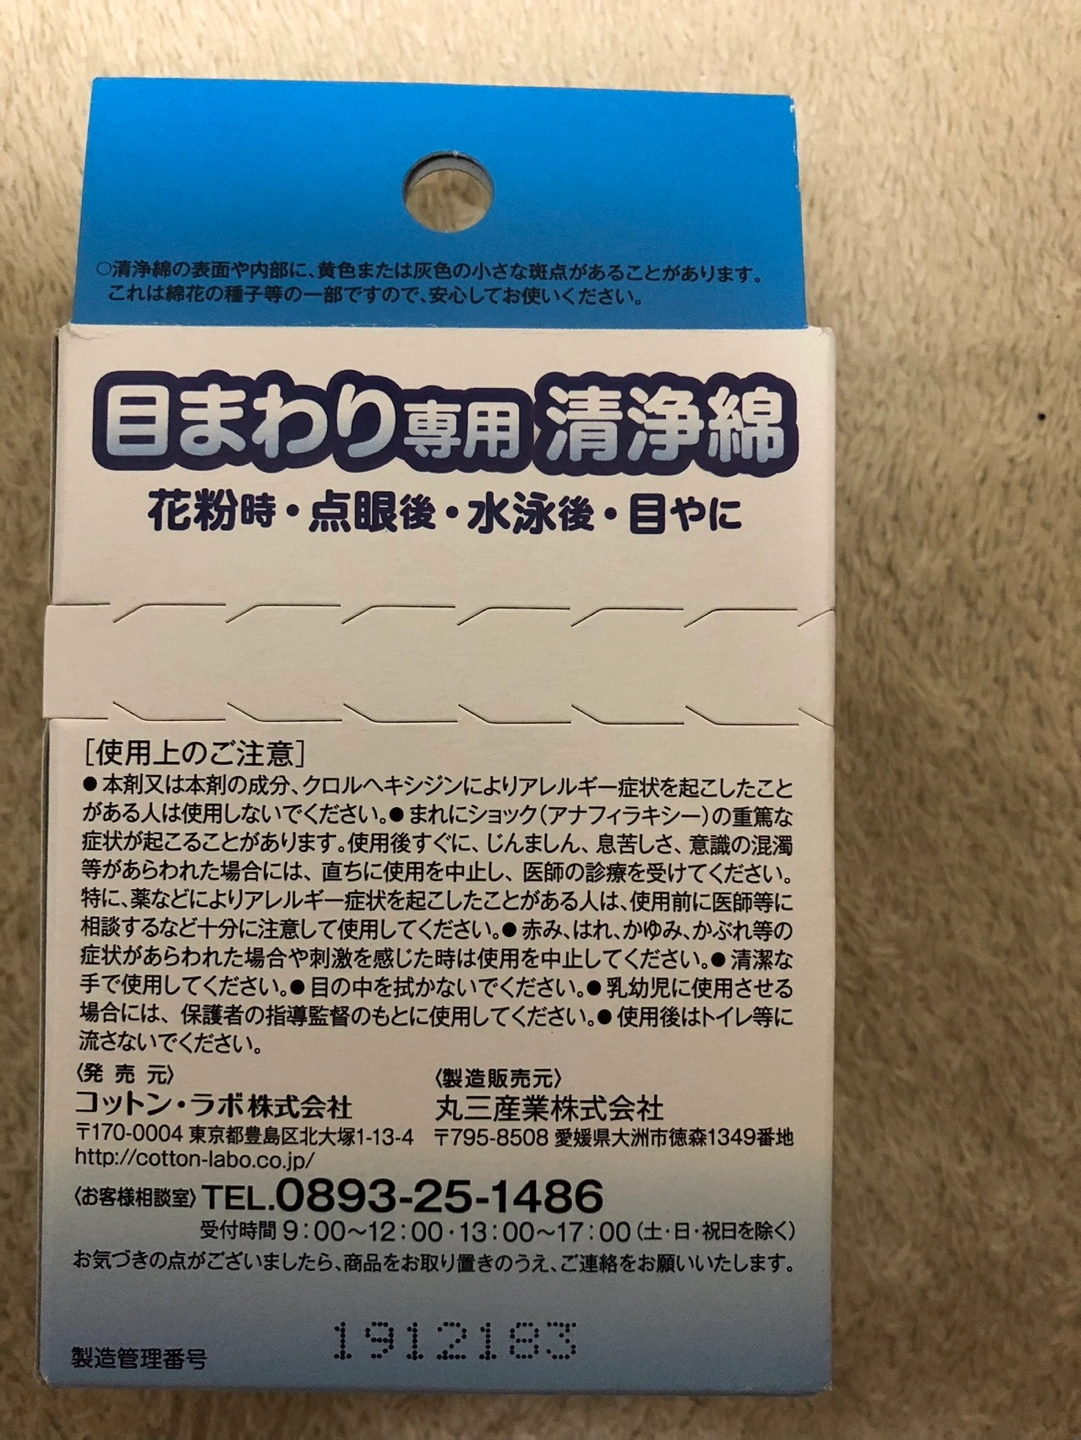 ○清浄綿の表面や内部に、黄色または灰色の小さな斑点があることがあります。
これは綿花の種子等の一部ですので、安心してお使いください。
目まわり専用清浄綿
花粉時・点眼後・水泳後・目やに
［使用上のご注意］
●本剤又は本剤の成分、クロルヘキシジンによりアレルギー症状を起こしたこと
がある人は使用しないでください。●まれにショック（アナフィラキシー）の重篤な
症状が起こることがあります。使用後すぐに、じんましん、息苦しさ、意識の混濁
等があらわれた場合には、直ちに使用を中止し、医師の診療を受けてください。
特に、薬などによりアレルギー症状を起こしたことがある人は、使用前に医師等に
相談するなど十分に注意して使用してください。●赤み、はれ、かゆみ、かぶれ等の
症状があらわれた場合や刺激を感じた時は使用を中止してください。●清潔な
手で使用してください。●目の中を拭かないでください。●乳幼児に使用させる
場合には、保護者の指導監督のもとに使用してください。●使用後はトイレ等に
流さないでください。
〈発売元〉
コットン・ラボ株式会社
〒170-0004 東京都豊島区北大塚1-13-4
http://cotton-labo.co.jp/
〈製造販売元〉
丸三産業株式会社
〒795-8508 愛媛県大洲市徳森1349番地
〈お客様相談室〉TEL.0893-25-1486
受付時間 9：00〜12：00・13：00〜17：00（土・日・祝日を除く）
お気づきの点がございましたら、商品をお取り置きのうえ、ご連絡をお願いいたします。
製造管理番号 1912183